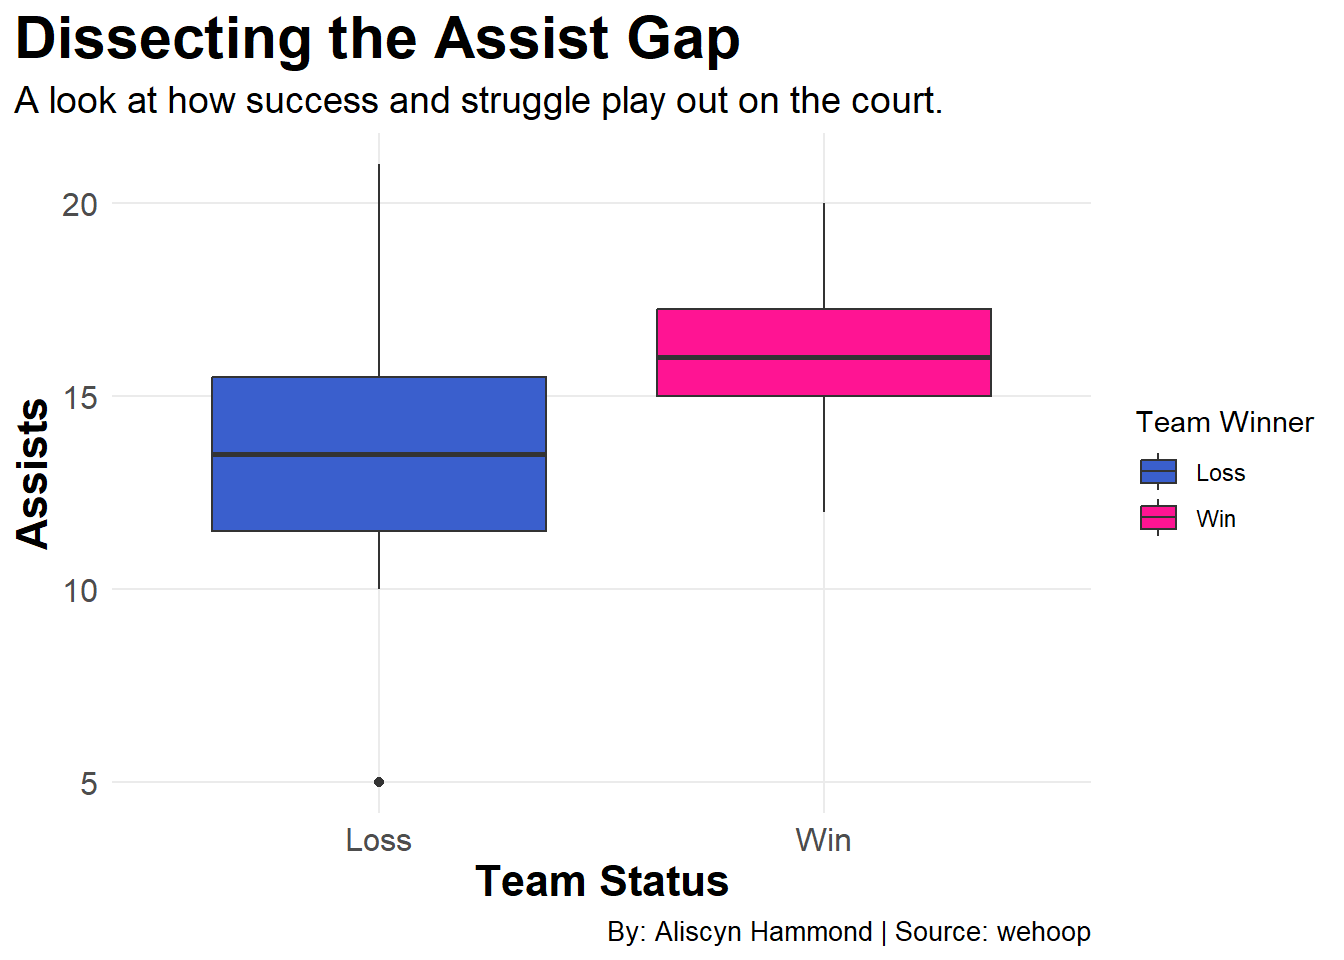 Dissecting the Assist Gap
A look at how success and struggle play out on the court.
Assists
20
15
10
5
Loss
Win
Team Status
Team Winner
Loss
Win
By: Aliscyn Hammond | Source: wehoop